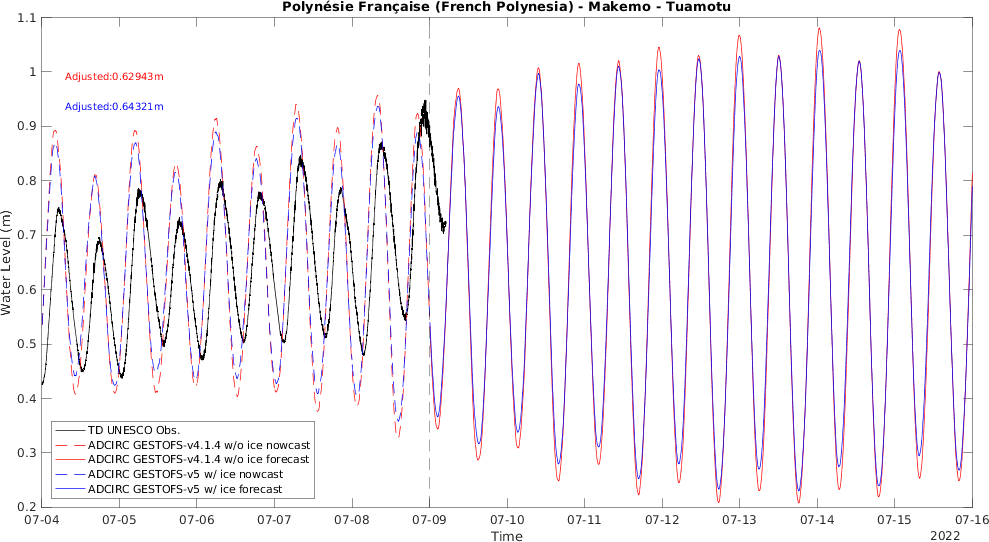 Polynésie Française (French Polynesia) - Makemo - Tuamotu
1.1
1
0.9
0.8
0.7
0.6
0.5
0.4
0.3
0.2
Water Level (m)
Adjusted:0.62943m
Adjusted:0.64321m
TD UNESCO Obs.
ADCIRC GESTOFS-v4.1.4 w/o ice nowcast
ADCIRC GESTOFS-v4.1.4 w/o ice forecast
ADCIRC GESTOFS-v5 w/ ice nowcast
ADCIRC GESTOFS-v5 w/ ice forecast
07-04 07-05 07-06 07-07 07-08 07-09 07-10 07-11 07-12 07-13 07-14 07-15 07-16
Time
2022